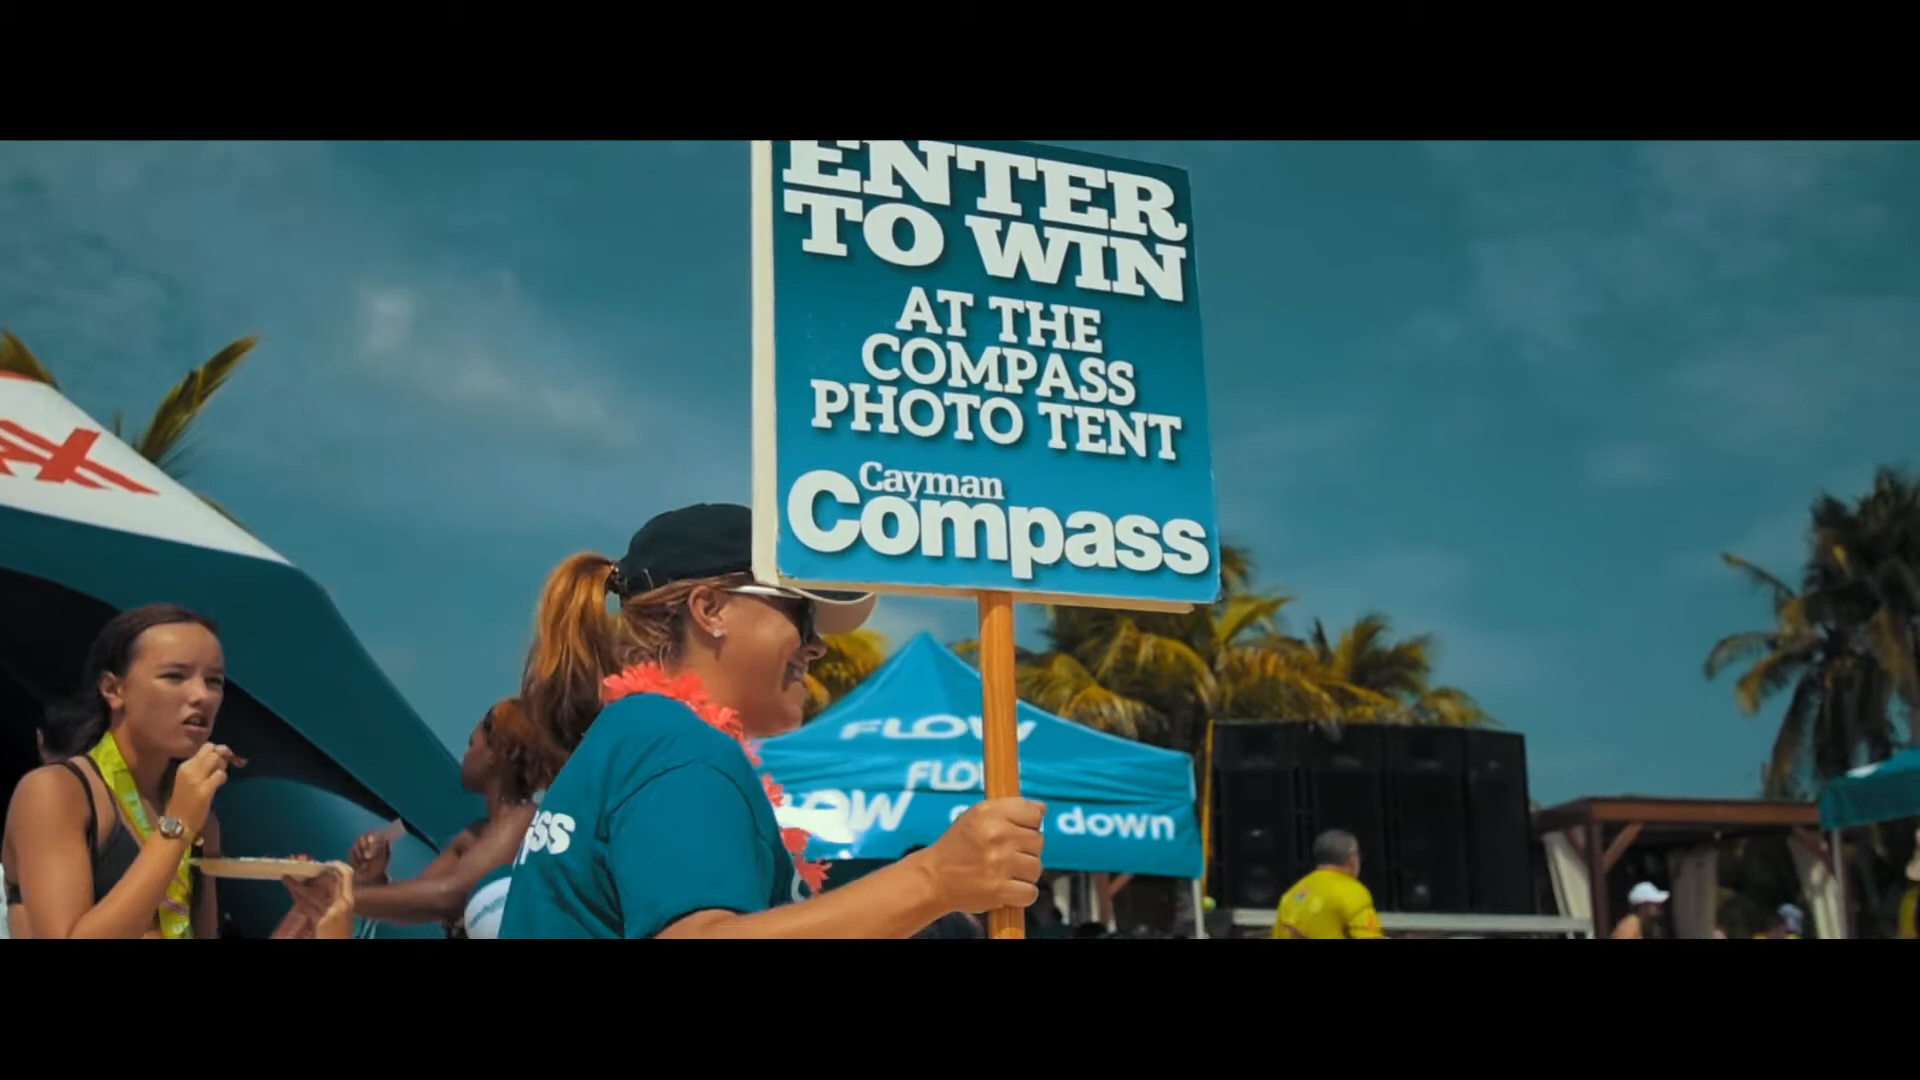 ENTER
TO WIN
AT THE
COMPASS
PHOTO TENT
Cayman
Compass
FLOW
FLOW
down